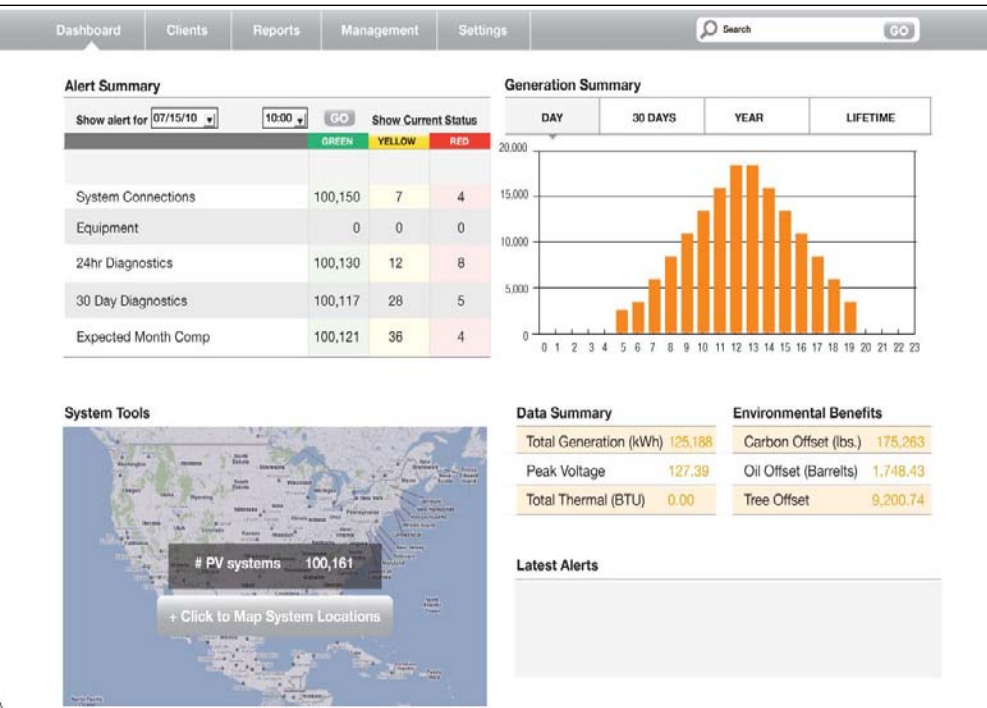 Dashboard Clients Reports Management Settings Search GO
Alert Summary
Show alert for 07/15/10 10:00 GO Show Current Status
GREEN YELLOW RED
System Connections 100,150 7 4
Equipment 0 0 0
24hr Diagnostics 100,130 12 8
30 Day Diagnostics 100,117 28 5
Expected Month Comp 100,121 36 4
Generation Summary
DAY 30 DAYS YEAR LIFETIME
20.000
15,000
10.000
5,000
0
0 1 2 3 4 5 6 7 8 9 10 11 12 13 14 15 16 17 18 19 20 21 22 23
System Tools
# PV systems 100,161
+ Click to Map System Locations
Data Summary
Total Generation (kWh) 125,188
Peak Voltage 127.39
Total Thermal (BTU) 0.00
Environmental Benefits
Carbon Offset (lbs.) 175,263
Oil Offset (Barrelts) 1,748.43
Tree Offset 9,200.74
Latest Alerts